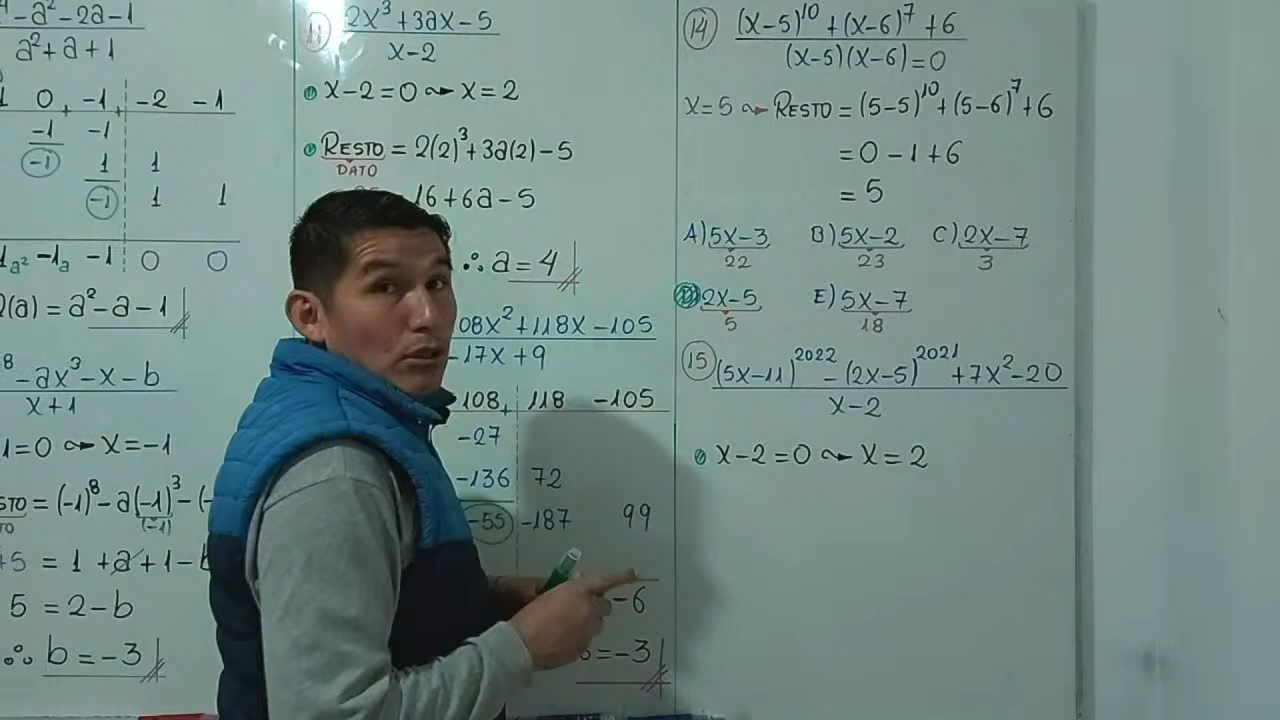 -a²-2a-1
a²+a+1
0 -1 -2 -1
-1 -1
-1 1 1
-1 1 1
1a² -1a -1 0 0
(a) = a²-a-1
8 -ax³-x-b
x+1
1=0 ⤳ x=-1
STO = (-1)⁸-a(-1)³-(-
TO (-1)
+5 = 1+a+1-b
5 = 2-b
∴ b=-3
11 2x³+3ax-5
x-2
x-2=0 ⤳ x=2
RESTO = 2(2)³+3a(2)-5
DATO
16+6a-5
∴ a=4
08x²+118x-105
-17x+9
108 118 -105
-27
-136 72
-55 -187 99
-6
=-3
14 (x-5)¹⁰+(x-6)⁷+6
(x-5)(x-6)=0
x=5 ⤳ RESTO = (5-5)¹⁰+(5-6)⁷+6
=0-1+6
=5
A) 5x-3 B) 5x-2 C) 2x-7
22 23 3
D) 2x-5 E) 5x-7
5 18
15 (5x-11)²⁰²²-(2x-5)²⁰²¹+7x²-20
x-2
x-2=0 ⤳ x=2